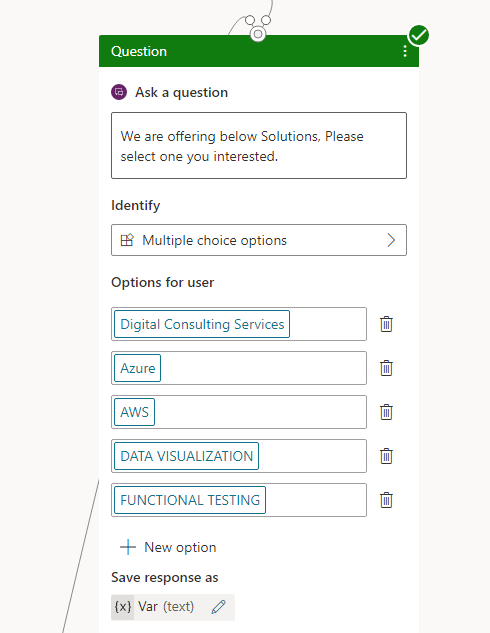 Question
Ask a question
We are offering below Solutions, Please
select one you interested.
Identify
Multiple choice options
Options for user
Digital Consulting Services
Azure
AWS
DATA VISUALIZATION
FUNCTIONAL TESTING
New option
Save response as
{x} Var (text)